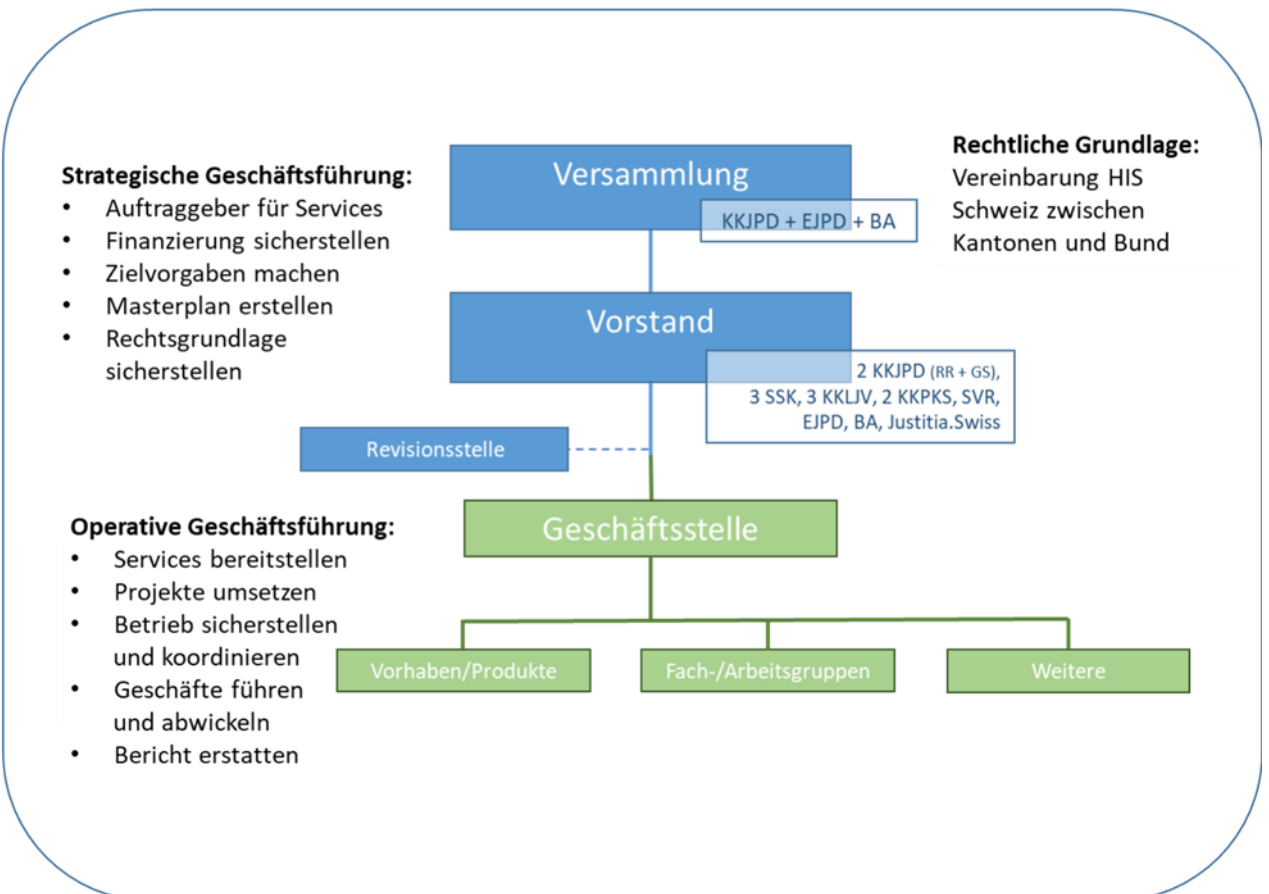 Strategische Geschäftsführung:
• Auftraggeber für Services
• Finanzierung sicherstellen
• Zielvorgaben machen
• Masterplan erstellen
• Rechtsgrundlage
sicherstellen
Versammlung
KKJPD + EJPD + BA
Rechtliche Grundlage:
Vereinbarung HIS
Schweiz zwischen
Kantonen und Bund
Vorstand
2 KKJPD (RR + GS),
3 SSK, 3 KKLJV, 2 KKPKS, SVR,
EJPD, BA, Justitia.Swiss
Revisionsstelle
Operative Geschäftsführung:
• Services bereitstellen
• Projekte umsetzen
• Betrieb sicherstellen
und koordinieren
• Geschäfte führen
und abwickeln
• Bericht erstatten
Geschäftsstelle
Vorhaben/Produkte
Fach-/Arbeitsgruppen
Weitere